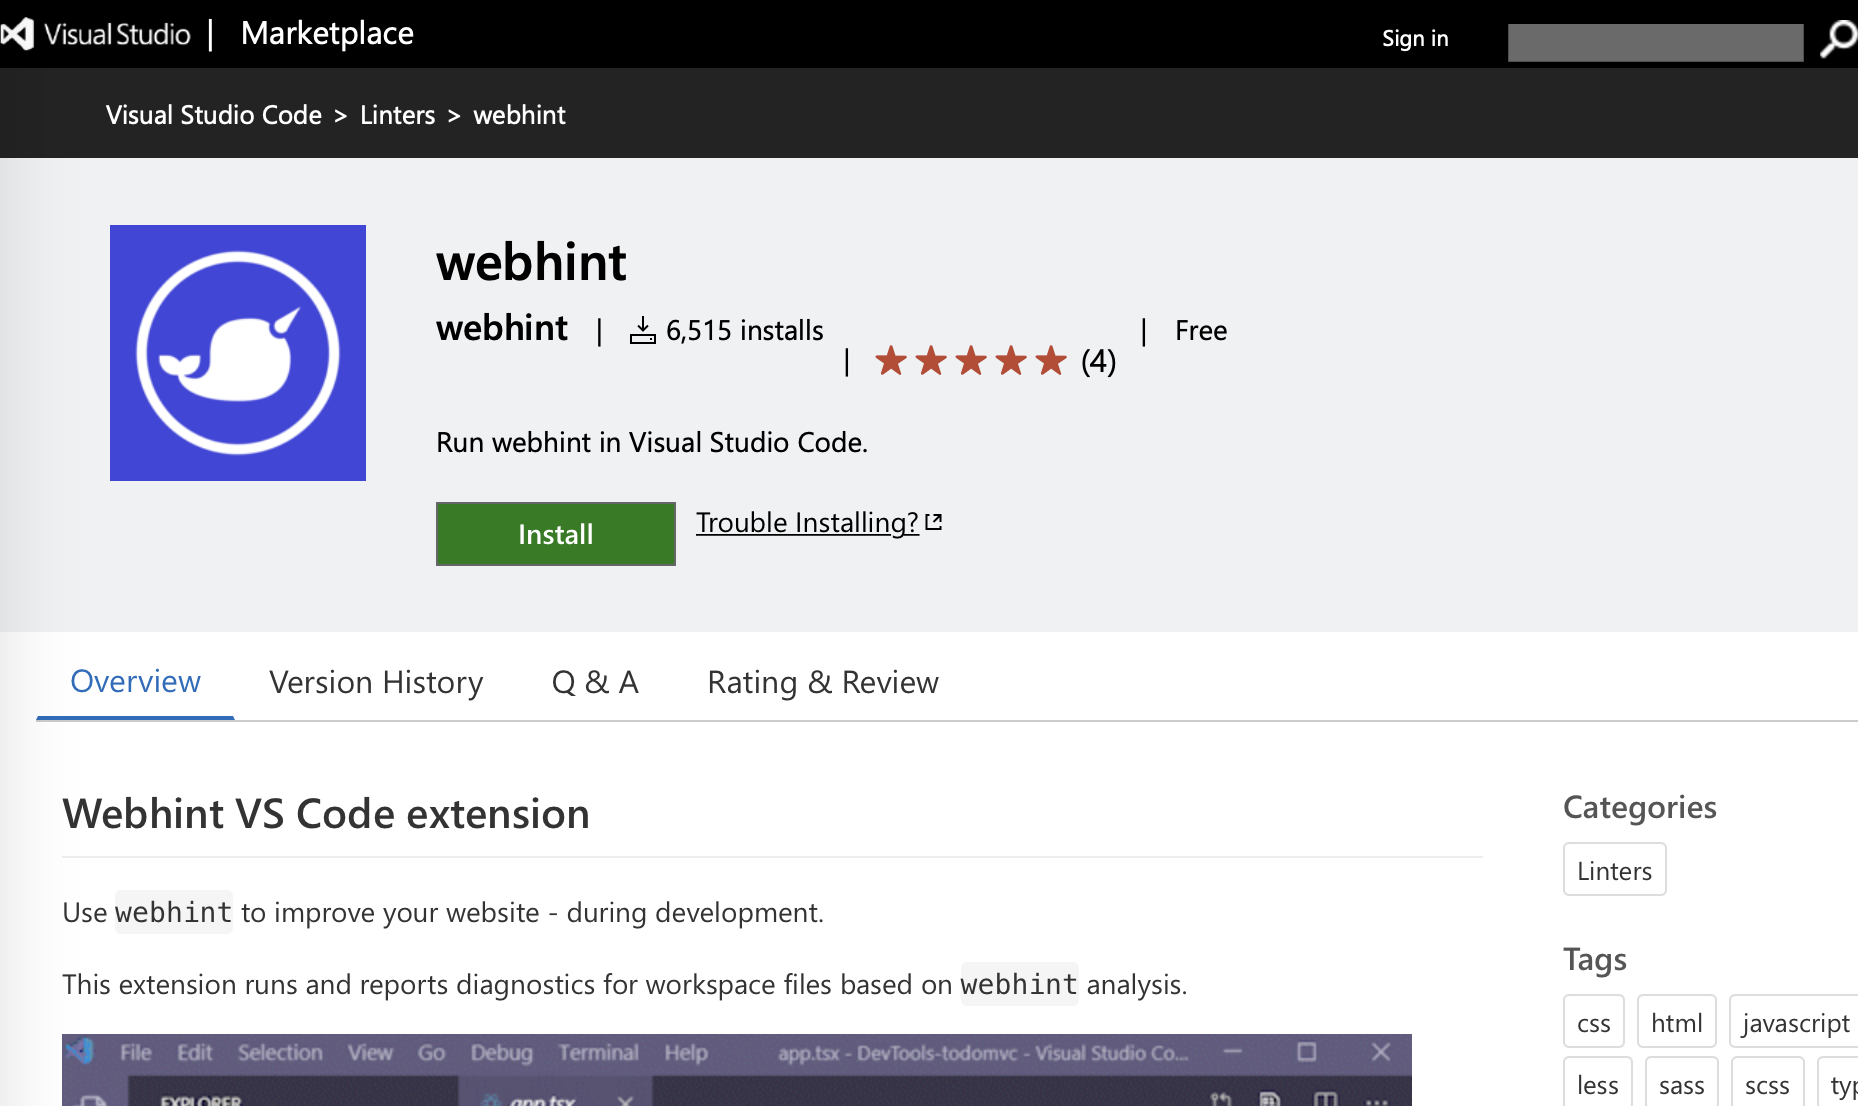 Visual Studio | Marketplace
Sign in
Visual Studio Code > Linters > webhint
webhint
webhint | 6,515 installs | (4) | Free
Run webhint in Visual Studio Code.
Install
Trouble Installing?
Overview
Version History
Q & A
Rating & Review
Webhint VS Code extension
Use webhint to improve your website - during development.
This extension runs and reports diagnostics for workspace files based on webhint analysis.
File Edit Selection View Go Debug Terminal Help app.tsx - DevTools-todomvc - Visual Studio Co...
EXPLORER
app.tsx
Categories
Linters
Tags
css html javascript
less sass scss typ